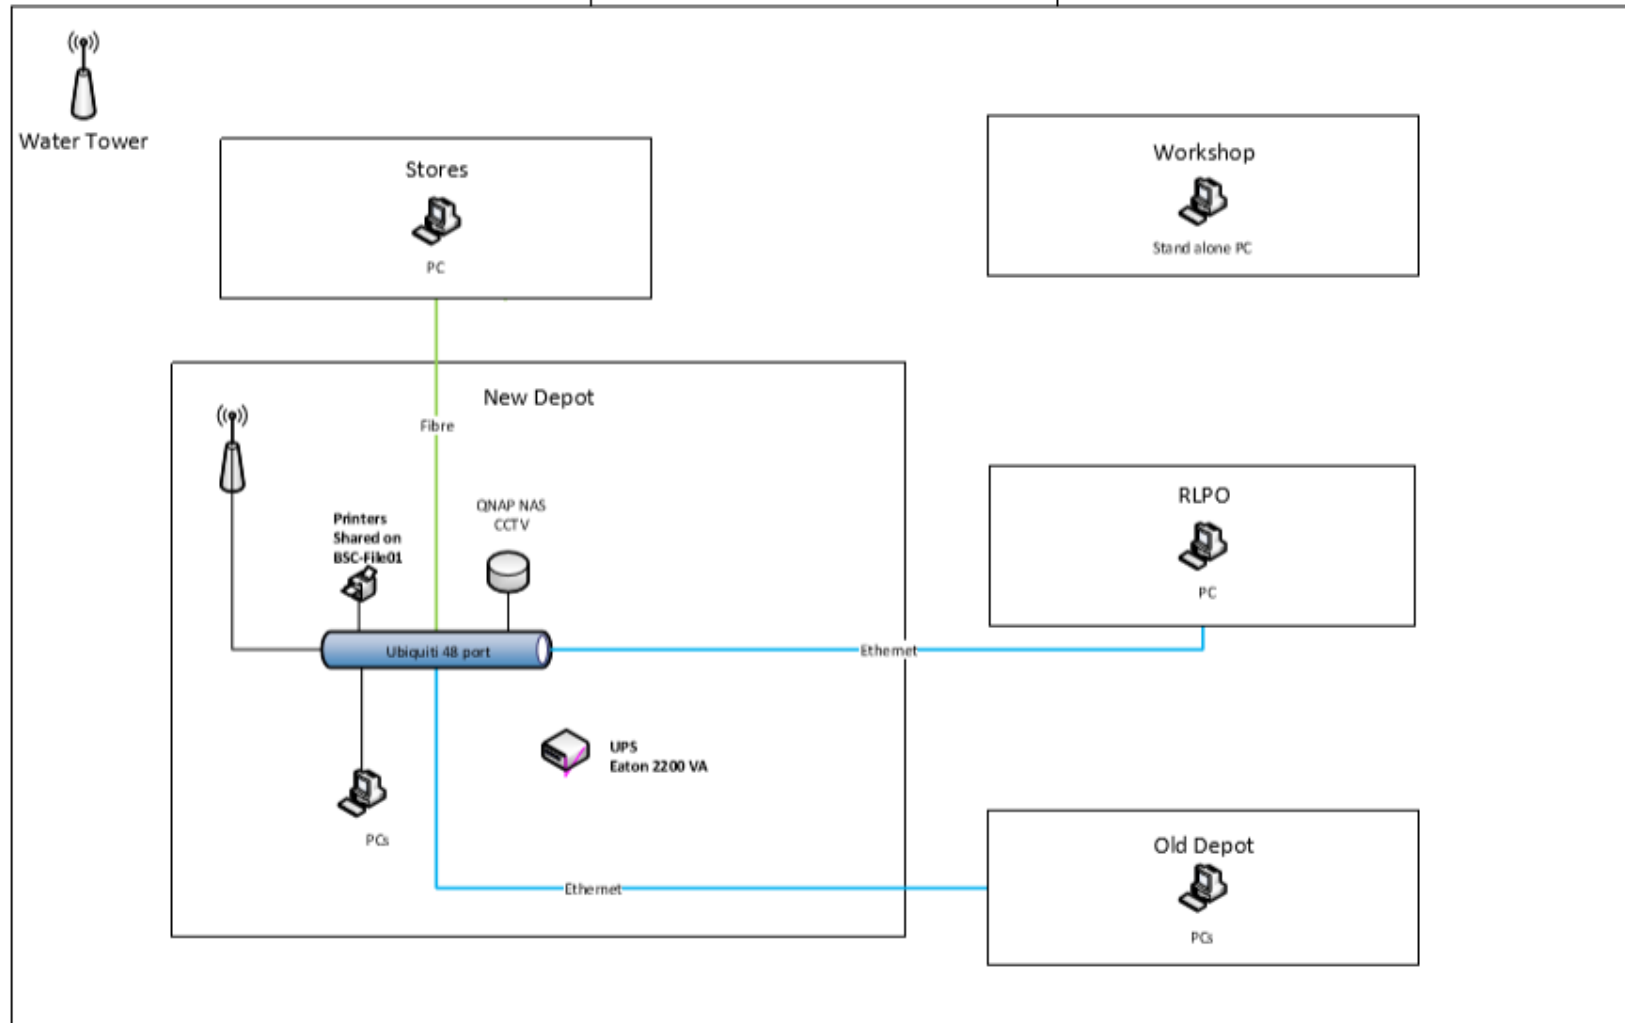 Water Tower
Stores
PC
Workshop
Stand alone PC
New Depot
Fibre
Printers
Shared on
BSC-File01
QNAP NAS
CCTV
Ubiquiti 48 port
Ethernet
RLPO
PC
UPS
Eaton 2200 VA
PCs
Ethernet
Old Depot
PCs